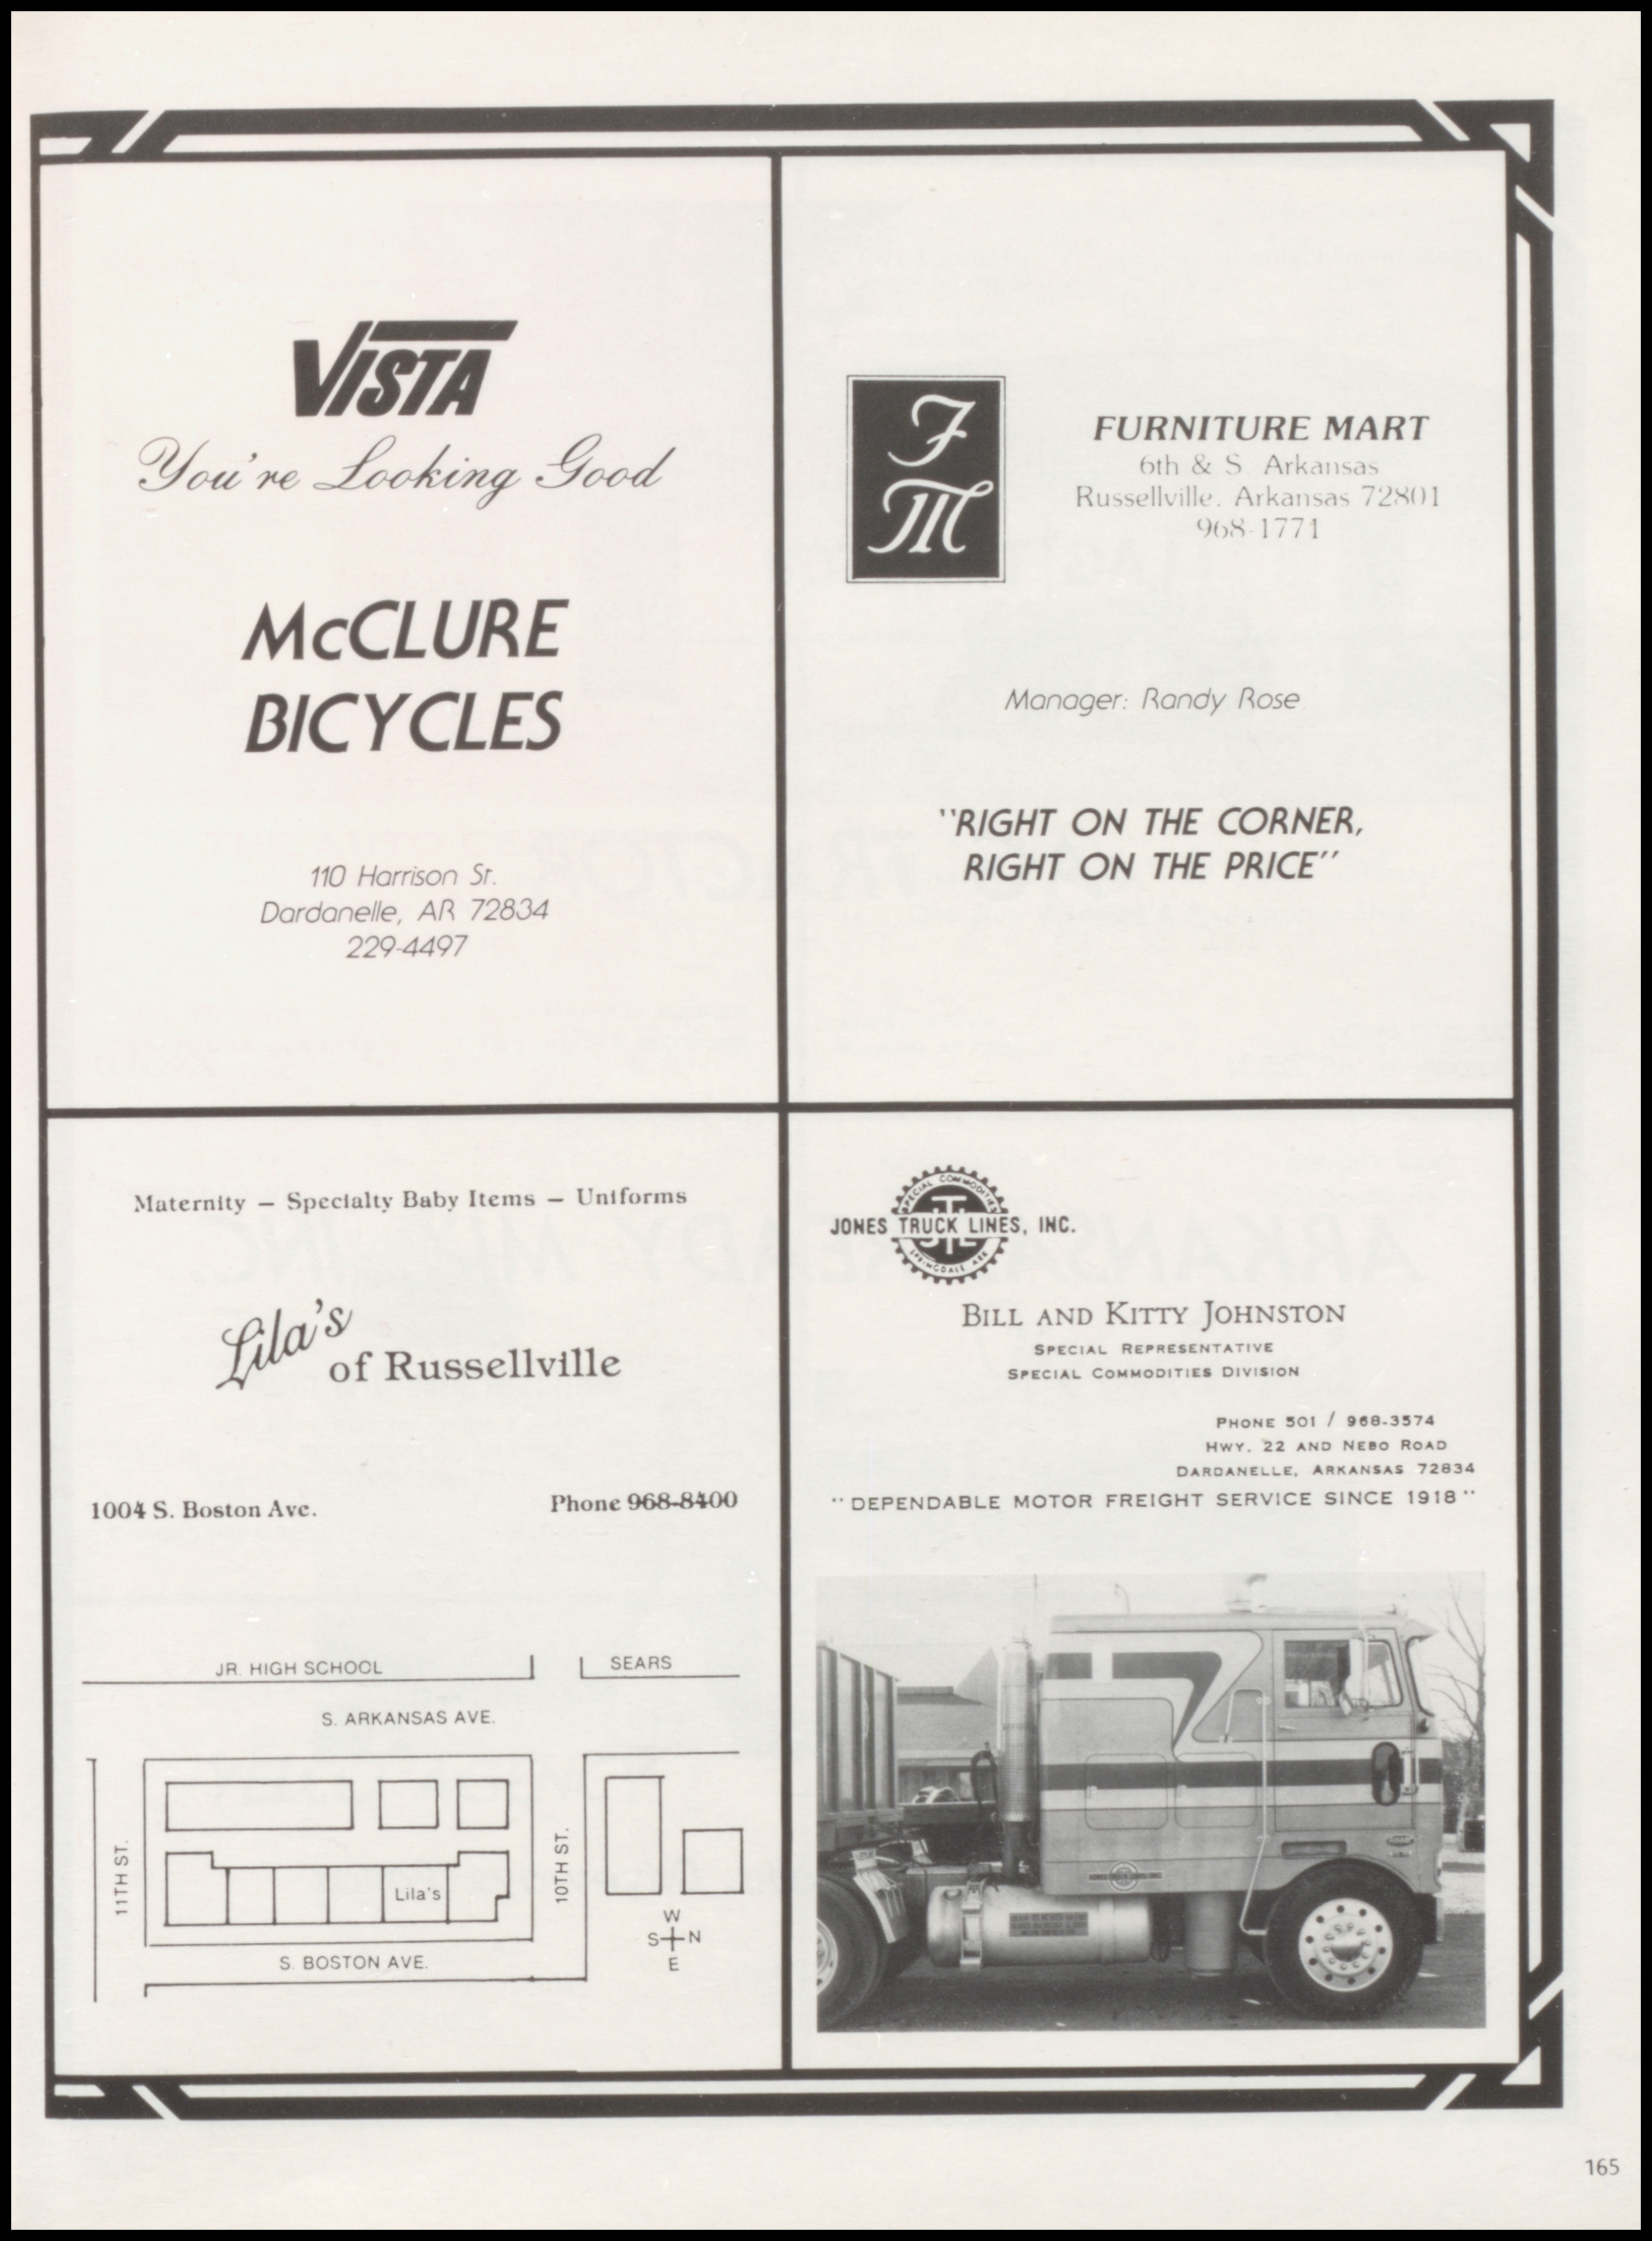 VISTA
You're Looking Good
McCLURE
BICYCLES
110 Harrison St.
Dardanelle, AR 72834
229-4497
F
M
FURNITURE MART
6th & S. Arkansas
Russellville, Arkansas 72801
968-1771
Manager: Randy Rose
"RIGHT ON THE CORNER,
RIGHT ON THE PRICE"
Maternity – Specialty Baby Items – Uniforms
Lila's
of Russellville
1004 S. Boston Ave.
Phone 968-8400
JR. HIGH SCHOOL
SEARS
S. ARKANSAS AVE.
11TH ST.
10TH ST.
Lila's
W
S N
E
S. BOSTON AVE.
SPECIAL COMMODITIES
JONES TRUCK LINES, INC.
SPRINGDALE, ARK
BILL AND KITTY JOHNSTON
SPECIAL REPRESENTATIVE
SPECIAL COMMODITIES DIVISION
PHONE 501 / 968-3574
HWY. 22 AND NEBO ROAD
DARDANELLE, ARKANSAS 72834
"DEPENDABLE MOTOR FREIGHT SERVICE SINCE 1918"
165